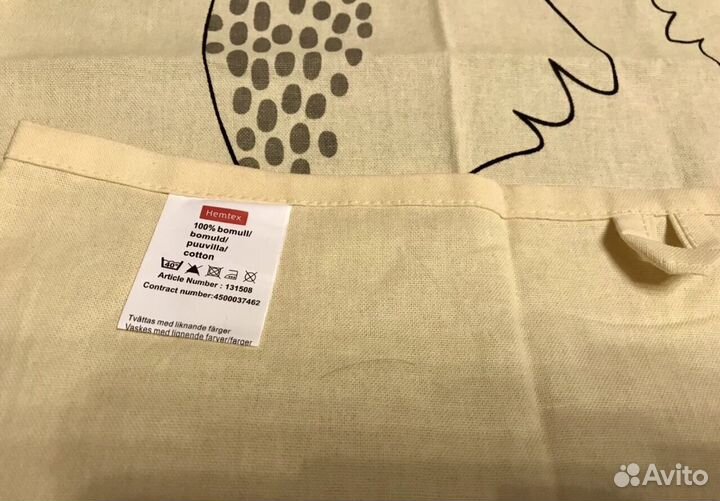 Hemtex
100% bomull/
bomuld/
puuvilla/
cotton
40°
Article Number : 131508
Contract number:4500037462
Tvättas med liknande färger
Vaskes med lignende farver/farger
Avito